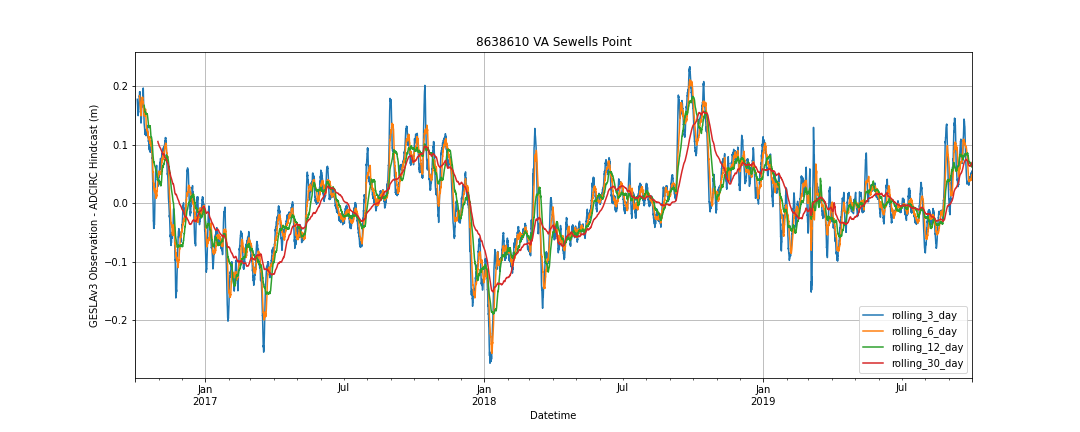 8638610 VA Sewells Point
GESLAv3 Observation - ADCIRC Hindcast (m)
0.2
0.1
0.0
−0.1
−0.2
Jan
2017
Jul
Jan
2018
Jul
Jan
2019
Jul
Datetime
rolling_3_day
rolling_6_day
rolling_12_day
rolling_30_day